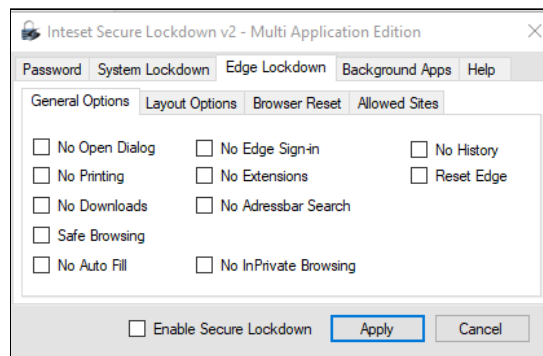 Inteset Secure Lockdown v2 - Multi Application Edition
Password System Lockdown Edge Lockdown Background Apps Help
General Options Layout Options Browser Reset Allowed Sites
No Open Dialog No Edge Sign-in No History
No Printing No Extensions Reset Edge
No Downloads No Adressbar Search
Safe Browsing
No Auto Fill No InPrivate Browsing
Enable Secure Lockdown Apply Cancel